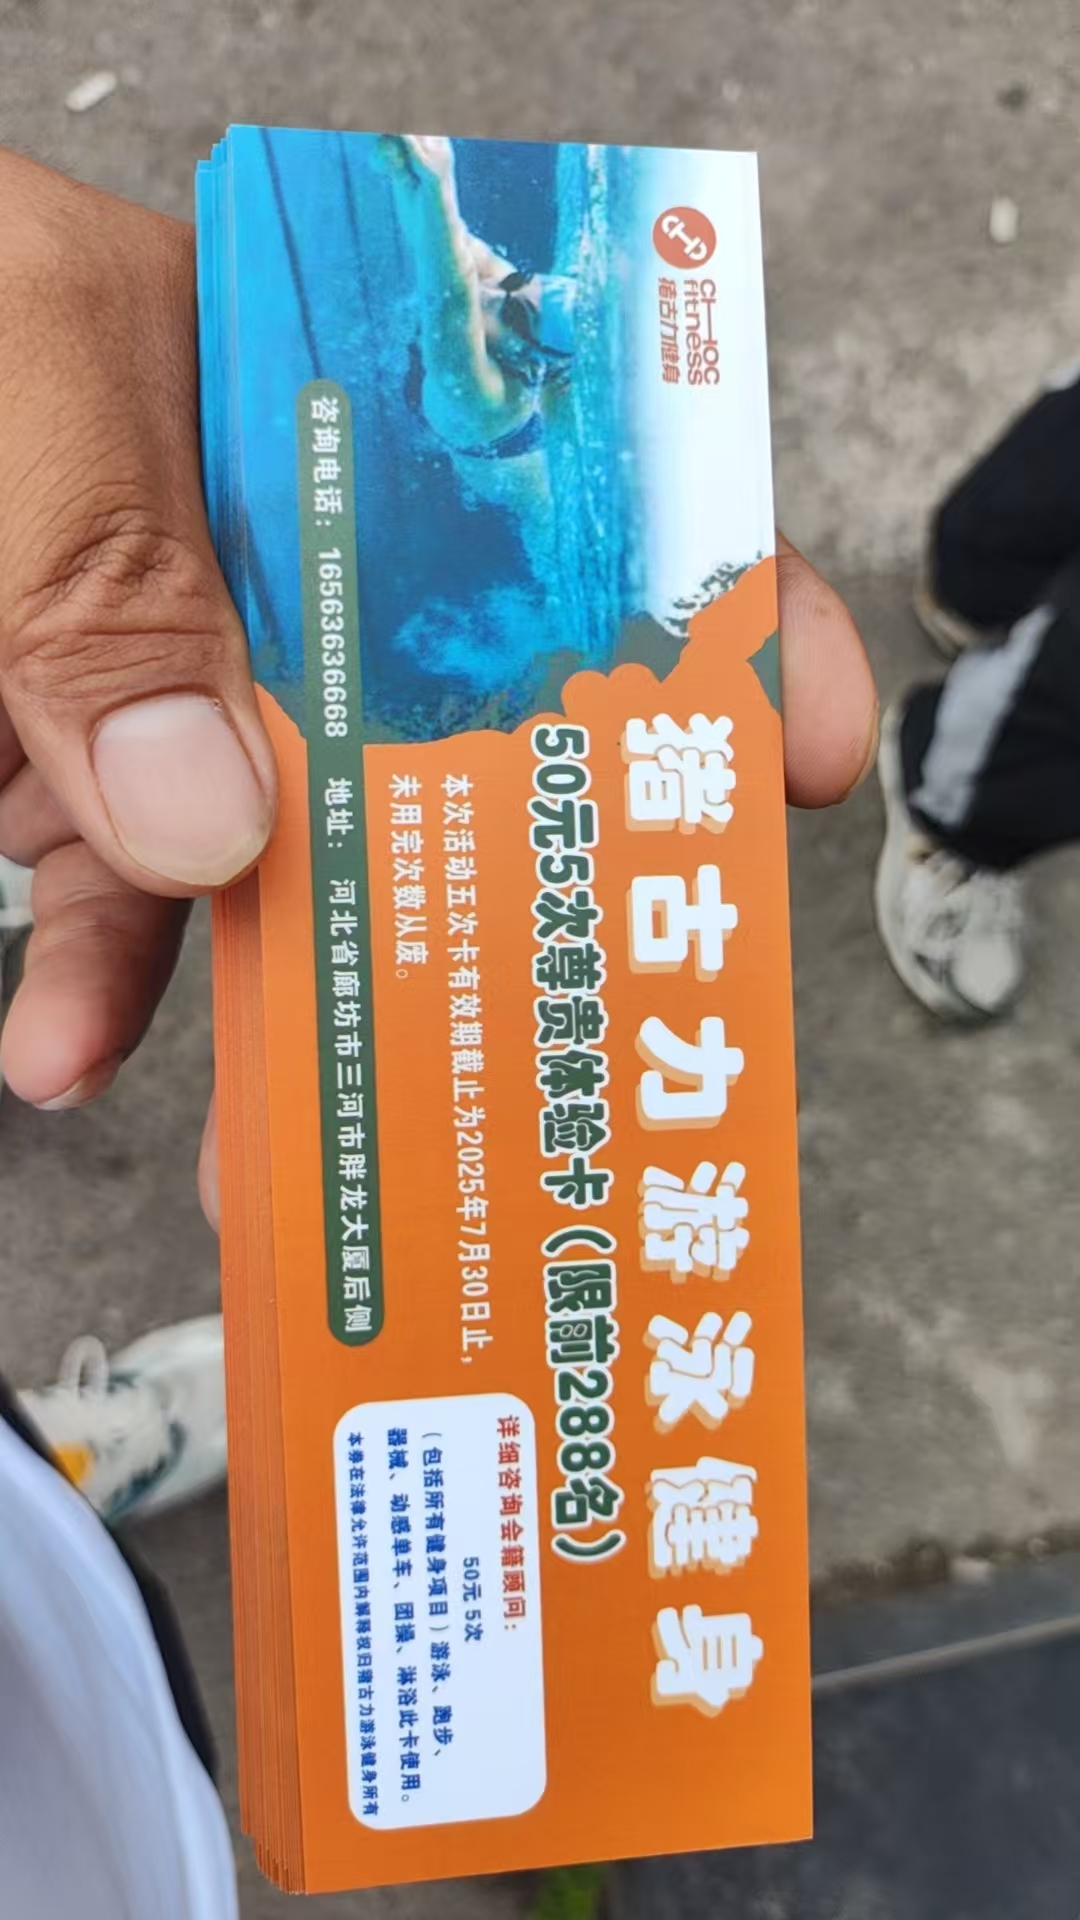 CHOC
fitness
猪古力健身
猪古力游泳健身
50元5次尊贵体验卡（限前288名）
本次活动五次卡有效期截止为2025年7月30日止，
未用完次数从废。
咨询电话：16563636668 地址：河北省廊坊市三河市胖龙大厦后侧
详细咨询会籍顾问：
50元 5次
（包括所有健身项目）游泳、跑步、
器械、动感单车、团操、淋浴此卡使用。
本券在法律允许范围内解释权归猪古力游泳健身所有